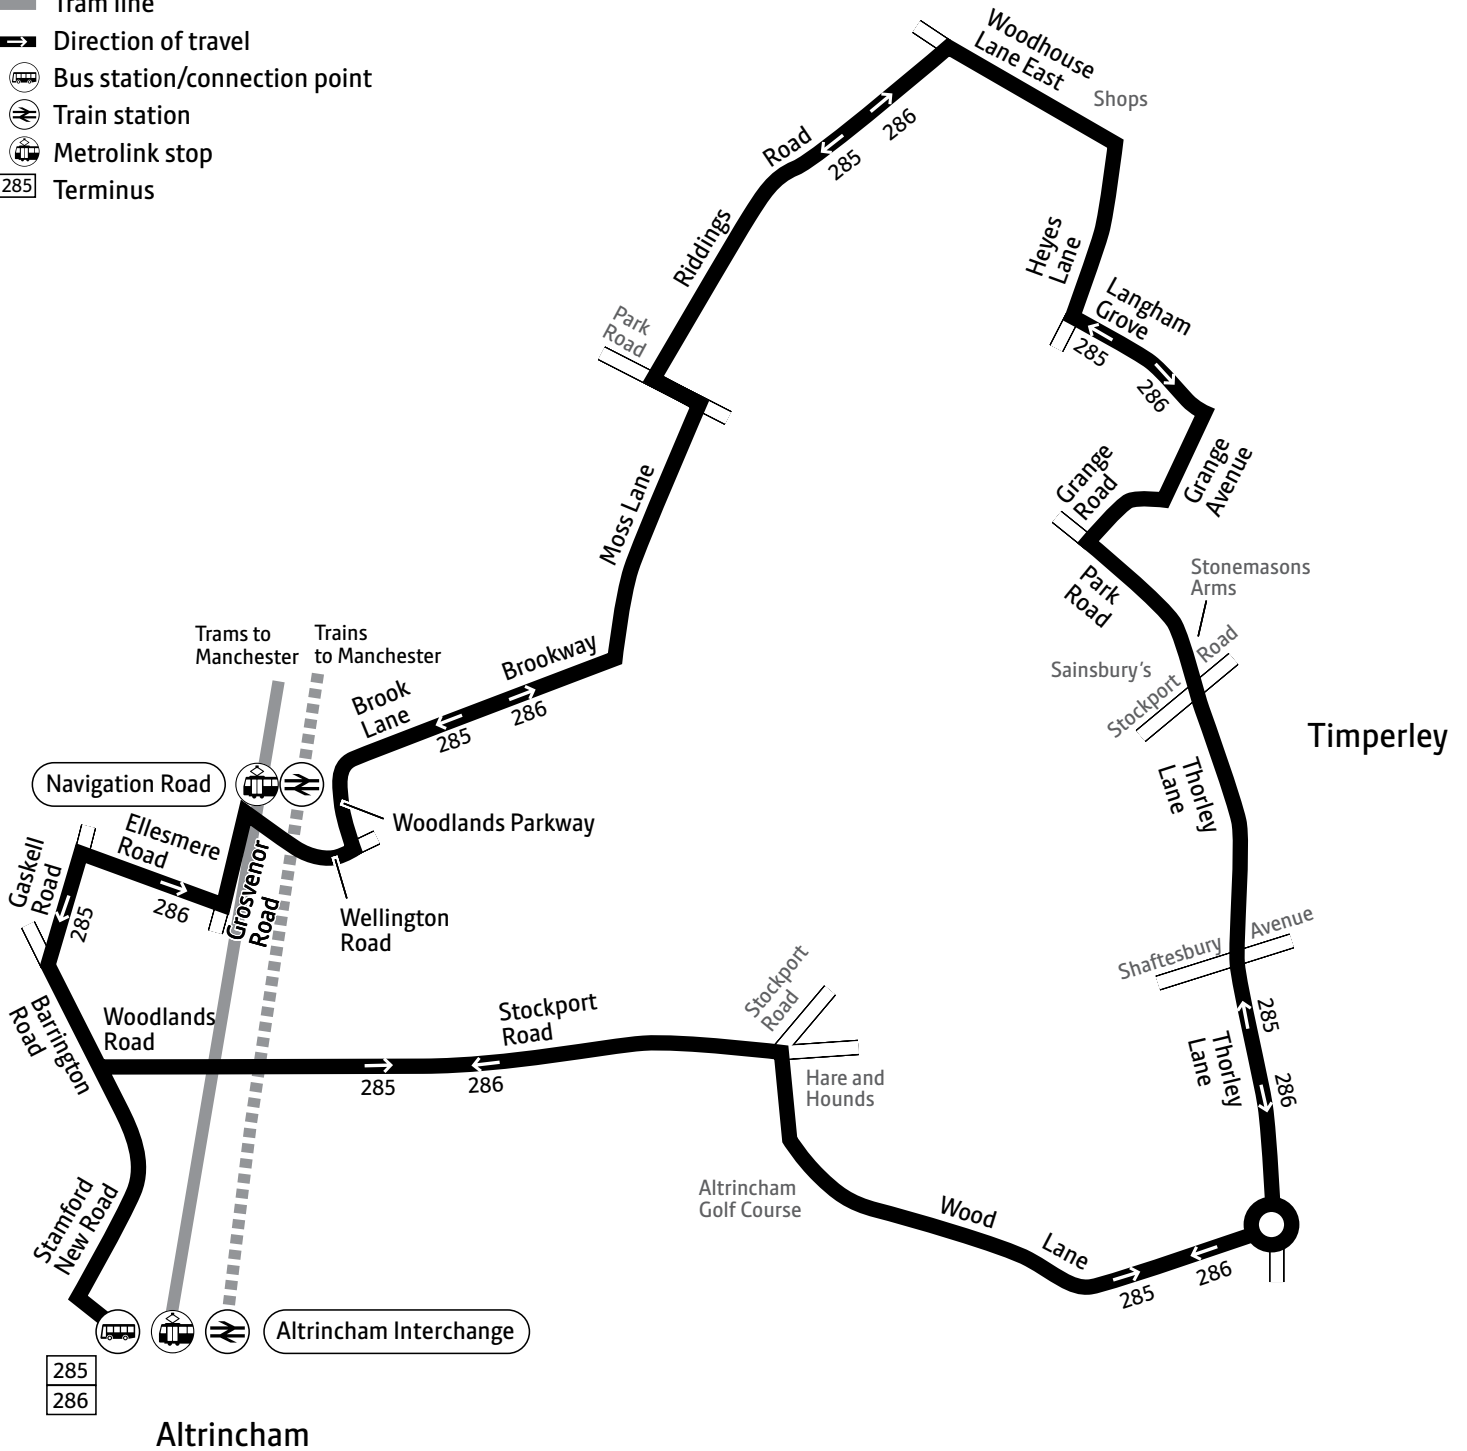 Tram line
Direction of travel
Bus station/connection point
Train station
Metrolink stop
285
Terminus
Woodhouse
Lane East
Shops
286
Road
285
Riddings
Heyes
Lane
Langham
Grove
285
286
Park
Road
Grange
Avenue
Grange
Road
Moss Lane
Park
Road
Stonemasons
Arms
Stockport Road
Sainsbury's
Timperley
Trams to
Manchester
Trains
to Manchester
Brookway
Brook
Lane
286
285
Navigation Road
Thorley
Lane
Woodlands Parkway
Ellesmere
Road
286
Gaskell
Road
285
Grosvenor
Road
Wellington
Road
Shaftesbury Avenue
Barrington
Road
Woodlands
Road
Stockport
Road
Stockport
Road
285
286
Hare and
Hounds
285
Thorley
Lane
286
Stamford
New Road
Altrincham
Golf Course
Wood
Lane
285
286
Altrincham Interchange
285
286
Altrincham